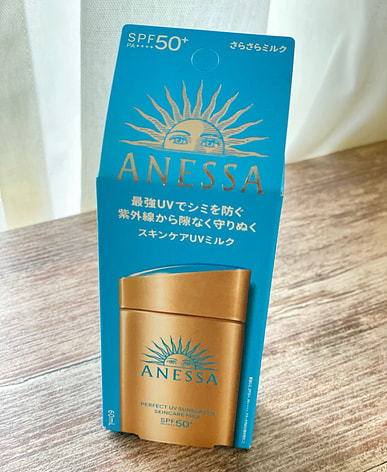 SPF50+
PA++++
さらさらミルク
ANESSA
最強UVでシミを防ぐ
紫外線から隙なく守りぬく
スキンケアUVミルク
ANESSA
PERFECT UV SUNSCREEN
SKINCARE MILK
SPF50+
60mL